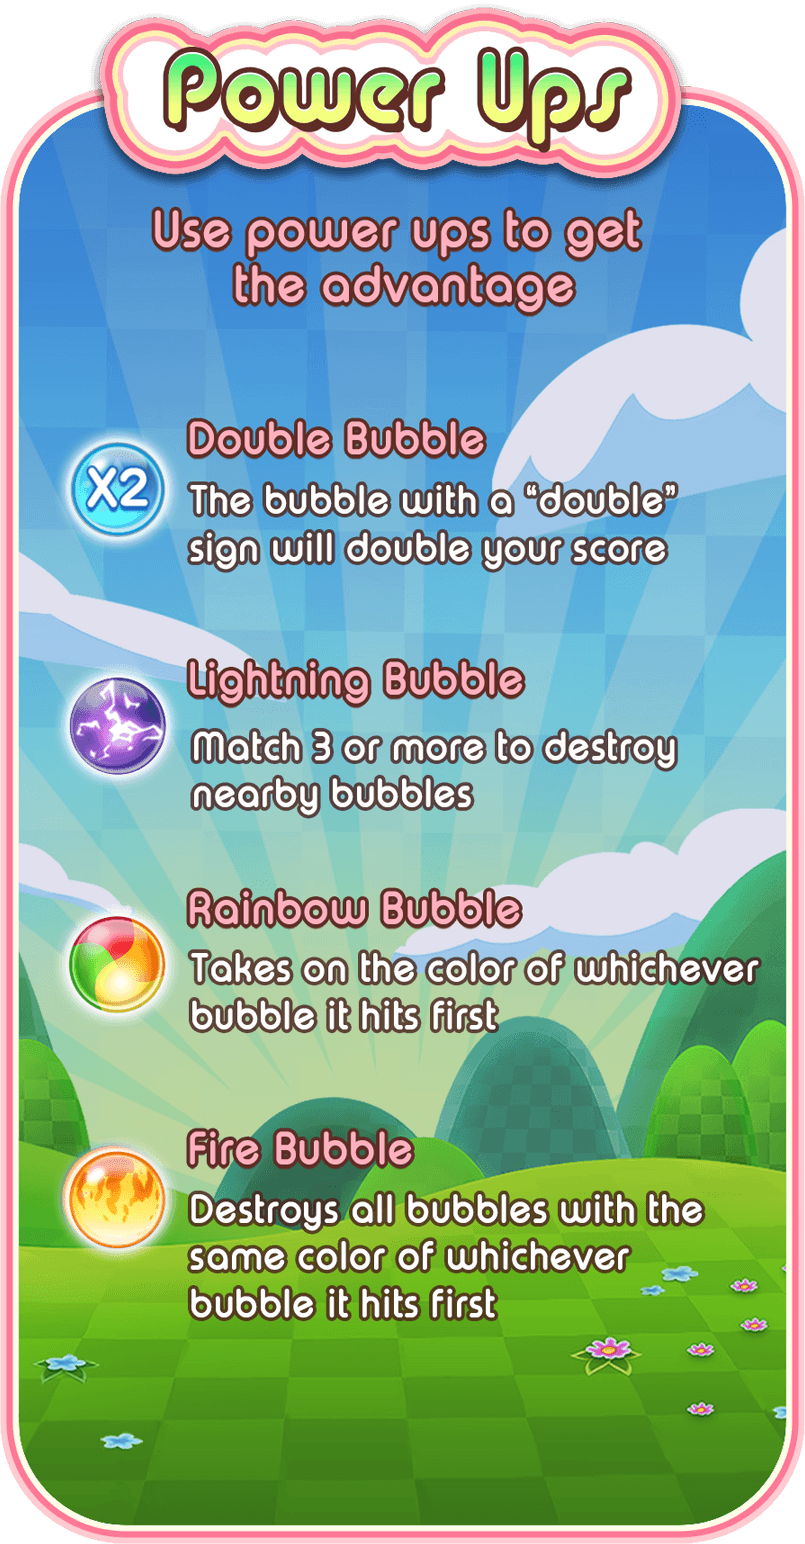 Power Ups
Use power ups to get
the advantage
Double Bubble
X2
The bubble with a “double”
sign will double your score
Lightning Bubble
Match 3 or more to destroy
nearby bubbles
Rainbow Bubble
Takes on the color of whichever
bubble it hits first
Fire Bubble
Destroys all bubbles with the
same color of whichever
bubble it hits first